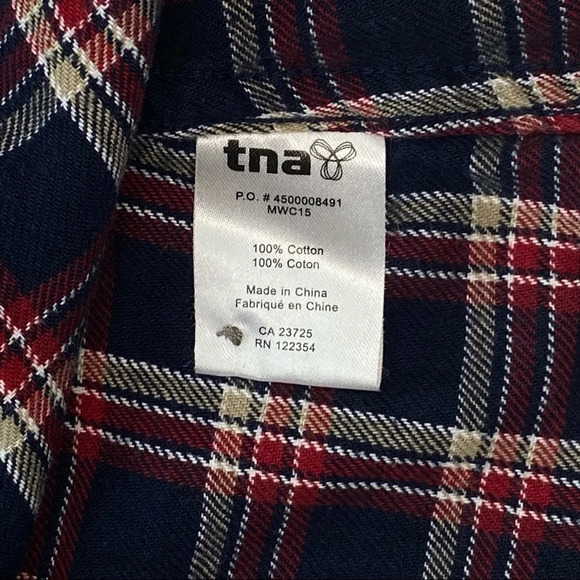 tna
P.O. # 4500008491
MWC15
100% Cotton
100% Coton
Made in China
Fabriqué en Chine
CA 23725
RN 122354